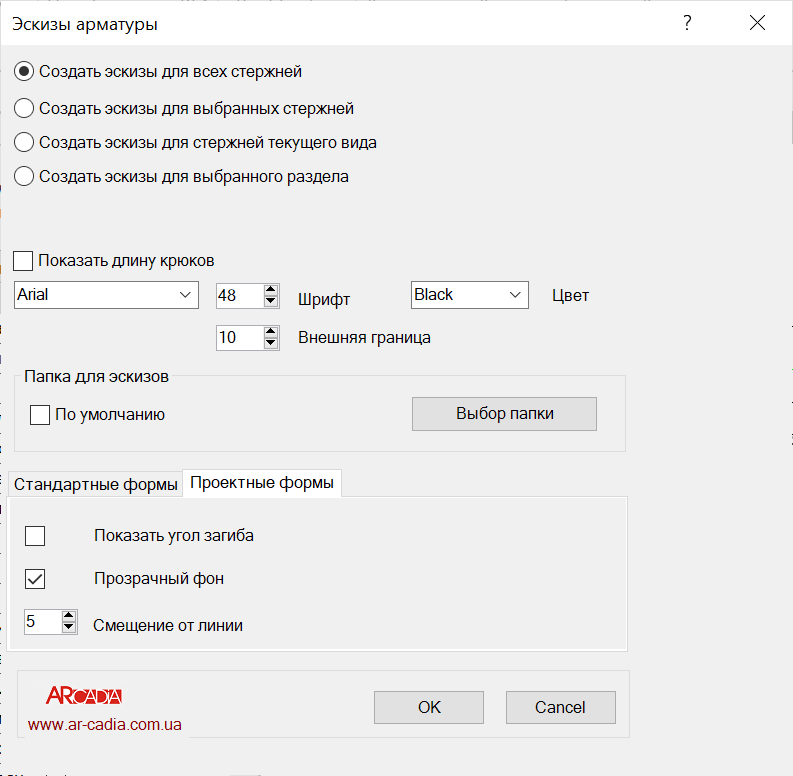 Эскизы арматуры ?
Создать эскизы для всех стержней
Создать эскизы для выбранных стержней
Создать эскизы для стержней текущего вида
Создать эскизы для выбранного раздела
Показать длину крюков
Arial 48 Шрифт Black Цвет
10 Внешняя граница
Папка для эскизов
По умолчанию Выбор папки
Стандартные формы Проектные формы
Показать угол загиба
Прозрачный фон
5 Смещение от линии
ARCADIA
www.ar-cadia.com.ua
OK Cancel